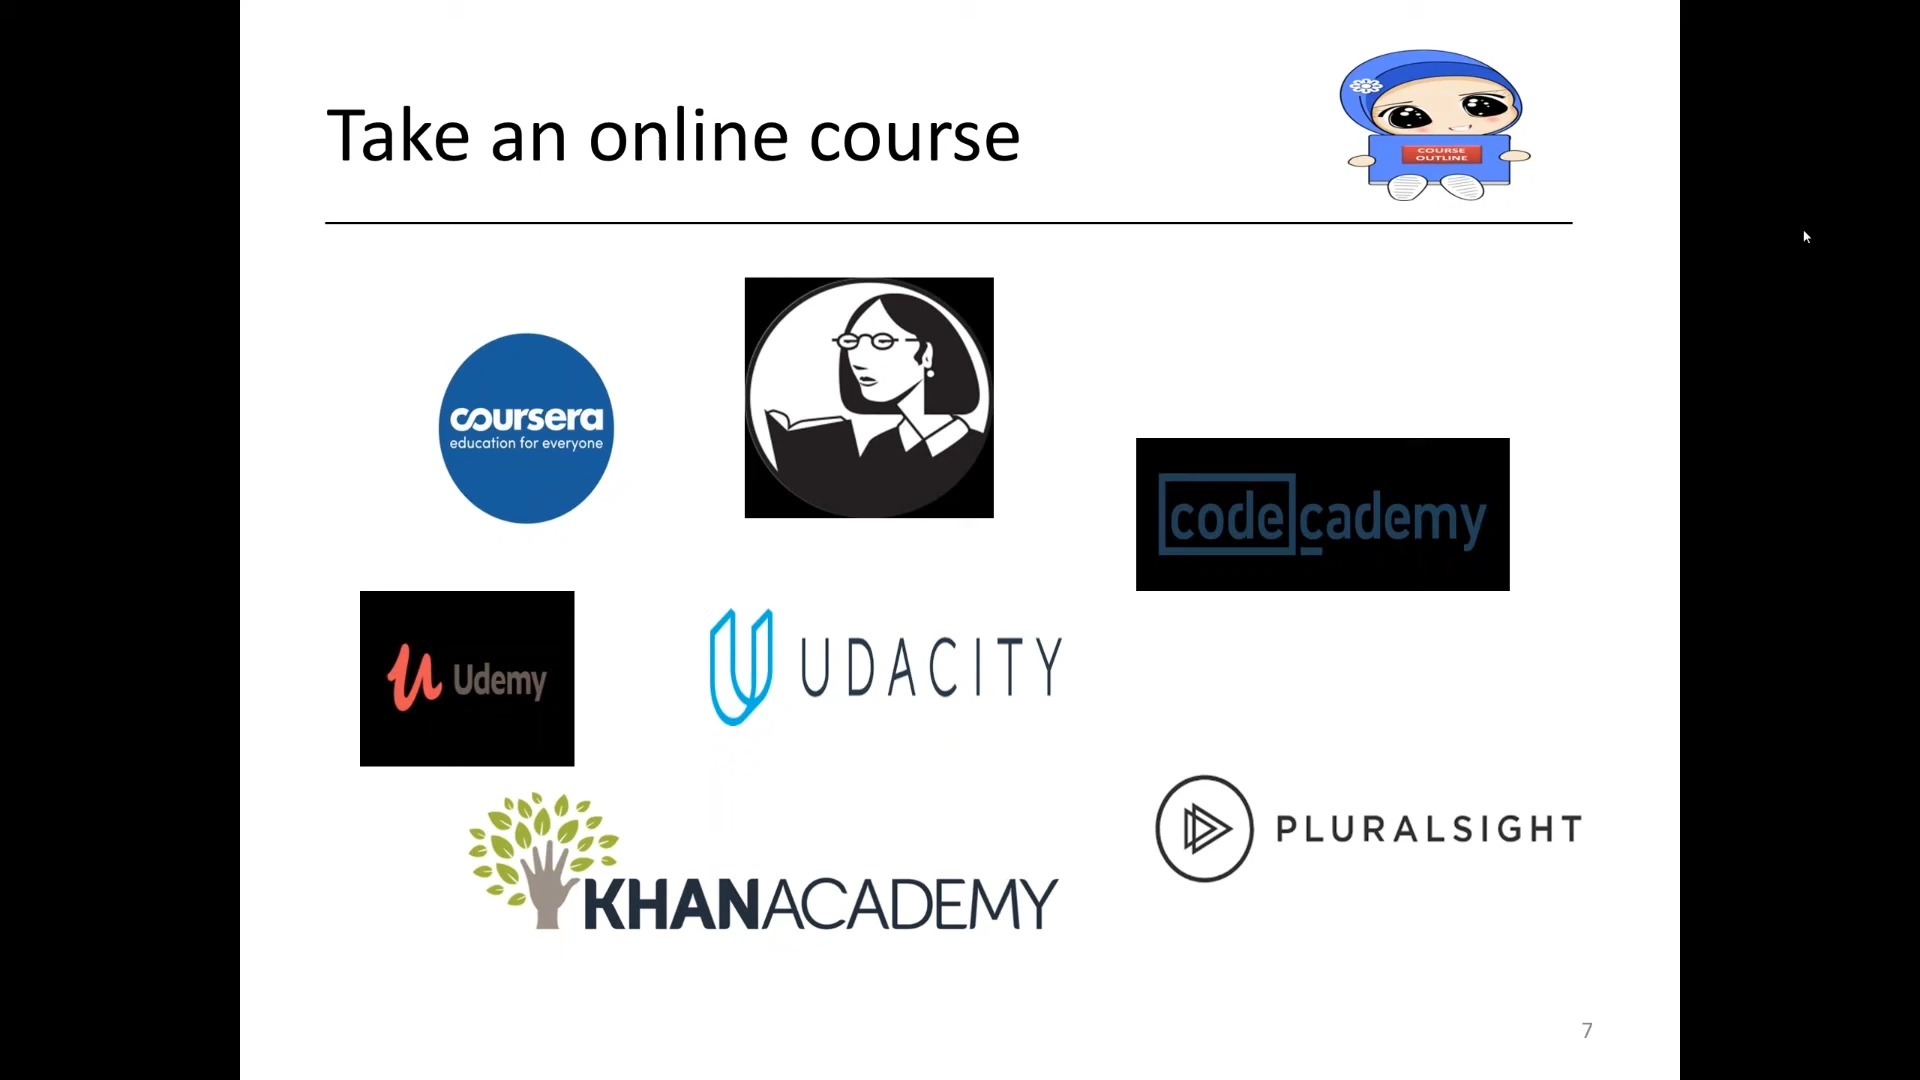 Take an online course
COURSE
OUTLINE
coursera
education for everyone
codecademy
Udemy
UDACITY
PLURALSIGHT
KHANACADEMY
7